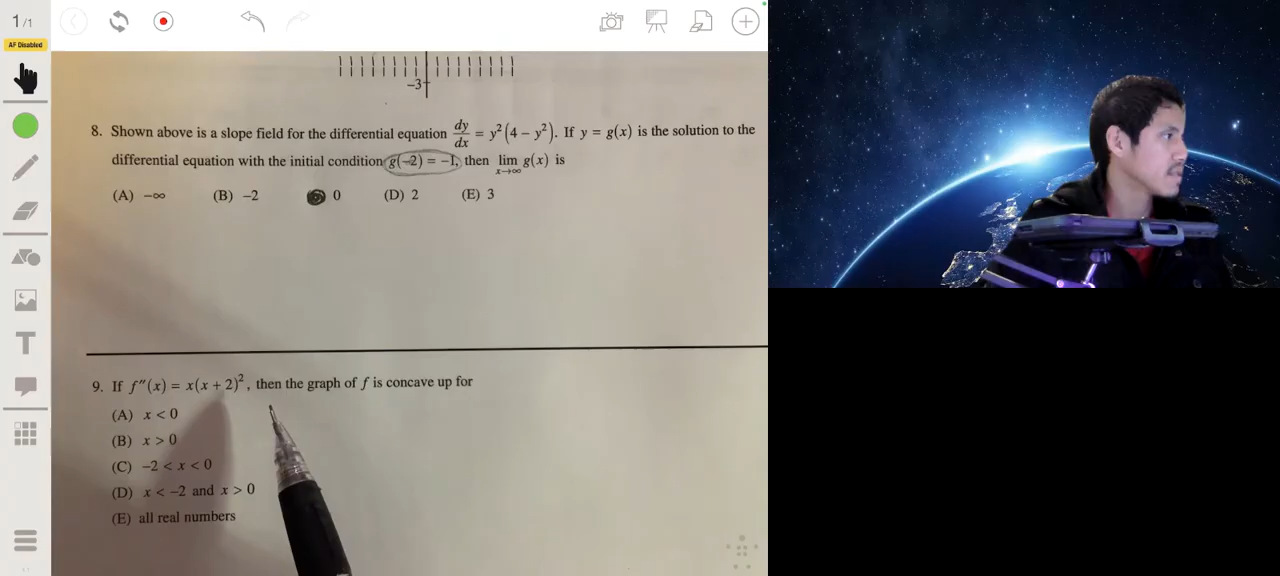 1/1
AF Disabled
-3
8. Shown above is a slope field for the differential equation dy/dx = y²(4 − y²). If y = g(x) is the solution to the
differential equation with the initial condition g(−2) = −1, then lim x→∞ g(x) is
(A) −∞ (B) −2 0 (D) 2 (E) 3
9. If f″(x) = x(x + 2)², then the graph of f is concave up for
(A) x < 0
(B) x > 0
(C) −2 < x < 0
(D) x < −2 and x > 0
(E) all real numbers
T